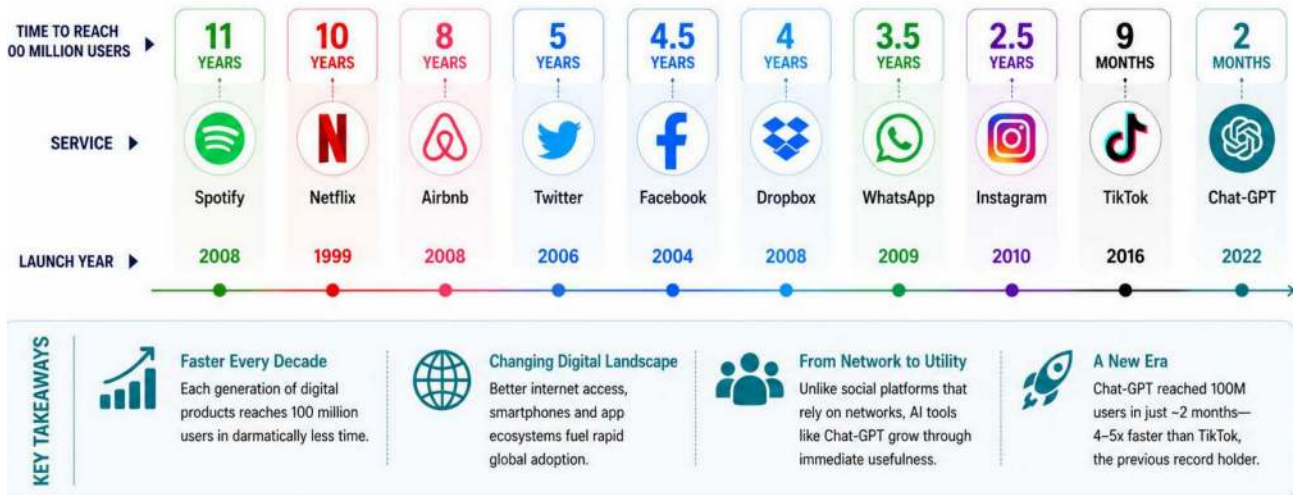 TIME TO REACH
00 MILLION USERS
11
YEARS
10
YEARS
8
YEARS
5
YEARS
4.5
YEARS
4
YEARS
3.5
YEARS
2.5
YEARS
9
MONTHS
2
MONTHS
SERVICE
Spotify
Netflix
Airbnb
Twitter
Facebook
Dropbox
WhatsApp
Instagram
TikTok
Chat-GPT
LAUNCH YEAR
2008
1999
2008
2006
2004
2008
2009
2010
2016
2022
KEY TAKEAWAYS
Faster Every Decade
Each generation of digital
products reaches 100 million
users in darmatically less time.
Changing Digital Landscape
Better internet access,
smartphones and app
ecosystems fuel rapid
global adoption.
From Network to Utility
Unlike social platforms that
rely on networks, AI tools
like Chat-GPT grow through
immediate usefulness.
A New Era
Chat-GPT reached 100M
users in just ~2 months—
4–5x faster than TikTok,
the previous record holder.